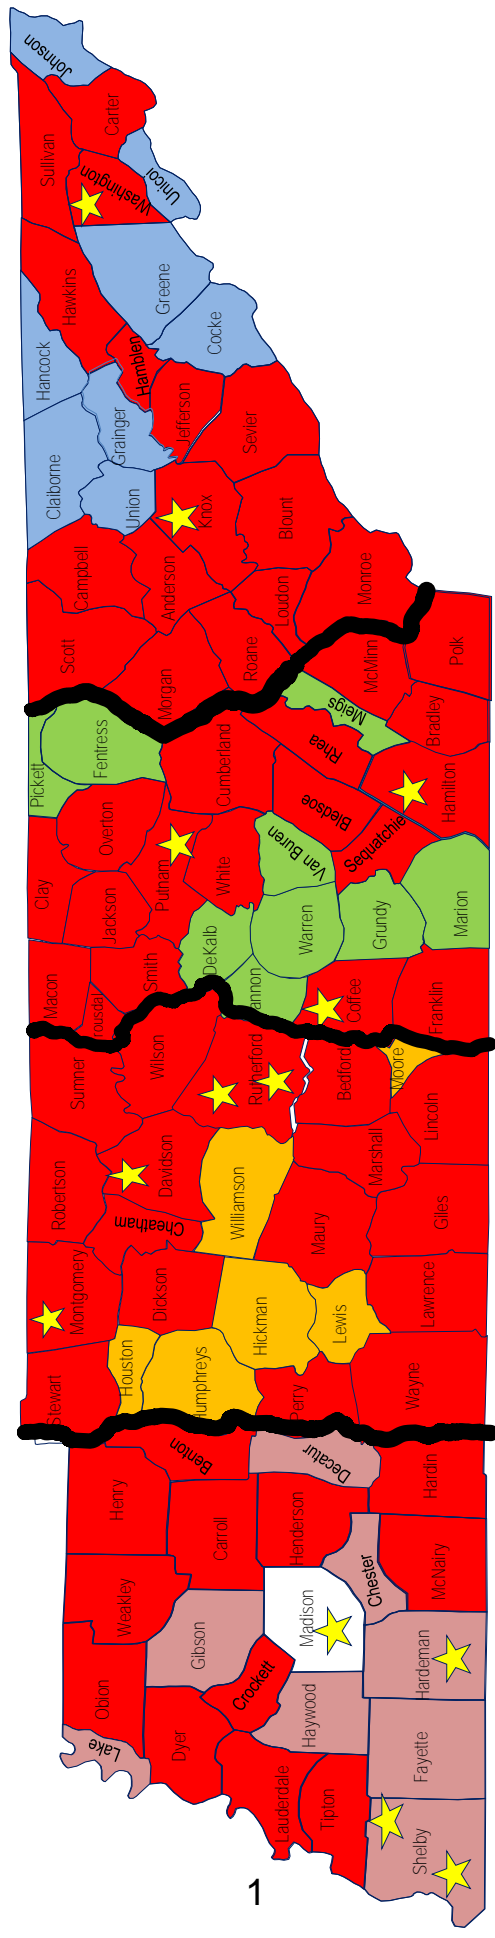 Johnson
Carter
Sullivan
Unicoi
Washington
Greene
Hawkins
Cocke
Hancock
Hamblen
Jefferson
Grainger
Sevier
Claiborne
Union
Knox
Blount
Campbell
Anderson
Loudon
Monroe
Scott
Roane
McMinn
Polk
Morgan
Meigs
Bradley
Fentress
Rhea
Cumberland
Pickett
Hamilton
Bledsoe
Overton
Sequatchie
Van Buren
Putnam
White
Clay
Jackson
Warren
Grundy
Marion
DeKalb
Smith
annon
Macon
Coffee
Franklin
rousdal
Wilson
Sumner
Rutherford
Bedford
Moore
Lincoln
Davidson
Marshall
Robertson
Williamson
Cheatham
Maury
Giles
Montgomery
Dickson
Hickman
Lewis
Lawrence
Houston
Humphreys
Stewart
Perry
Wayne
Benton
Decatur
Hardin
Henry
Carroll
Henderson
Chester
McNairy
Weakley
Madison
Gibson
Hardeman
Obion
Crockett
Haywood
Lake
Dyer
Fayette
Lauderdale
Tipton
Shelby
1